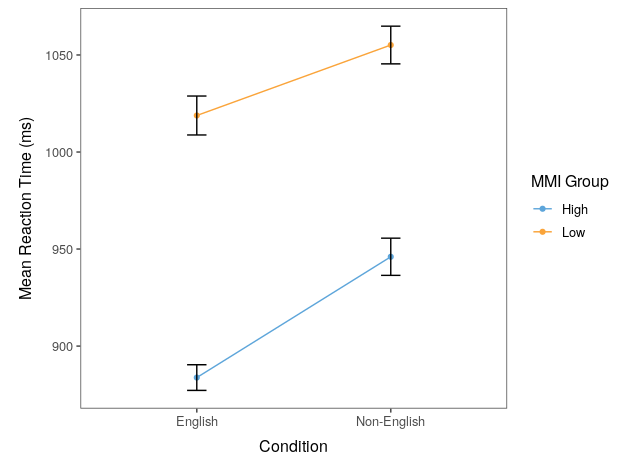 Mean Reaction Time (ms)
1050
1000
950
900
English
Non-English
Condition
MMI Group
High
Low